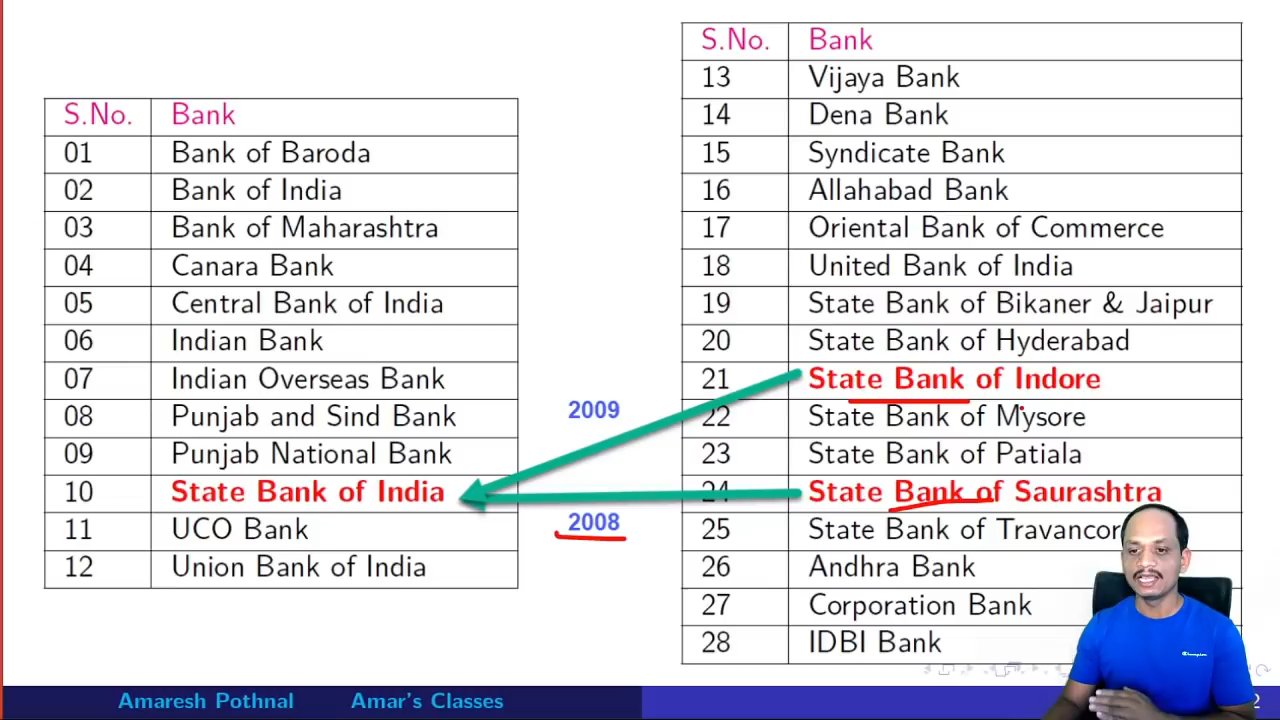 S.No. Bank
01 Bank of Baroda
02 Bank of India
03 Bank of Maharashtra
04 Canara Bank
05 Central Bank of India
06 Indian Bank
07 Indian Overseas Bank
08 Punjab and Sind Bank
09 Punjab National Bank
10 State Bank of India
11 UCO Bank
12 Union Bank of India
2009
2008
S.No. Bank
13 Vijaya Bank
14 Dena Bank
15 Syndicate Bank
16 Allahabad Bank
17 Oriental Bank of Commerce
18 United Bank of India
19 State Bank of Bikaner & Jaipur
20 State Bank of Hyderabad
21 State Bank of Indore
22 State Bank of Mysore
23 State Bank of Patiala
24 State Bank of Saurashtra
25 State Bank of Travancor
26 Andhra Bank
27 Corporation Bank
28 IDBI Bank
Champion
Amaresh Pothnal Amar's Classes
2